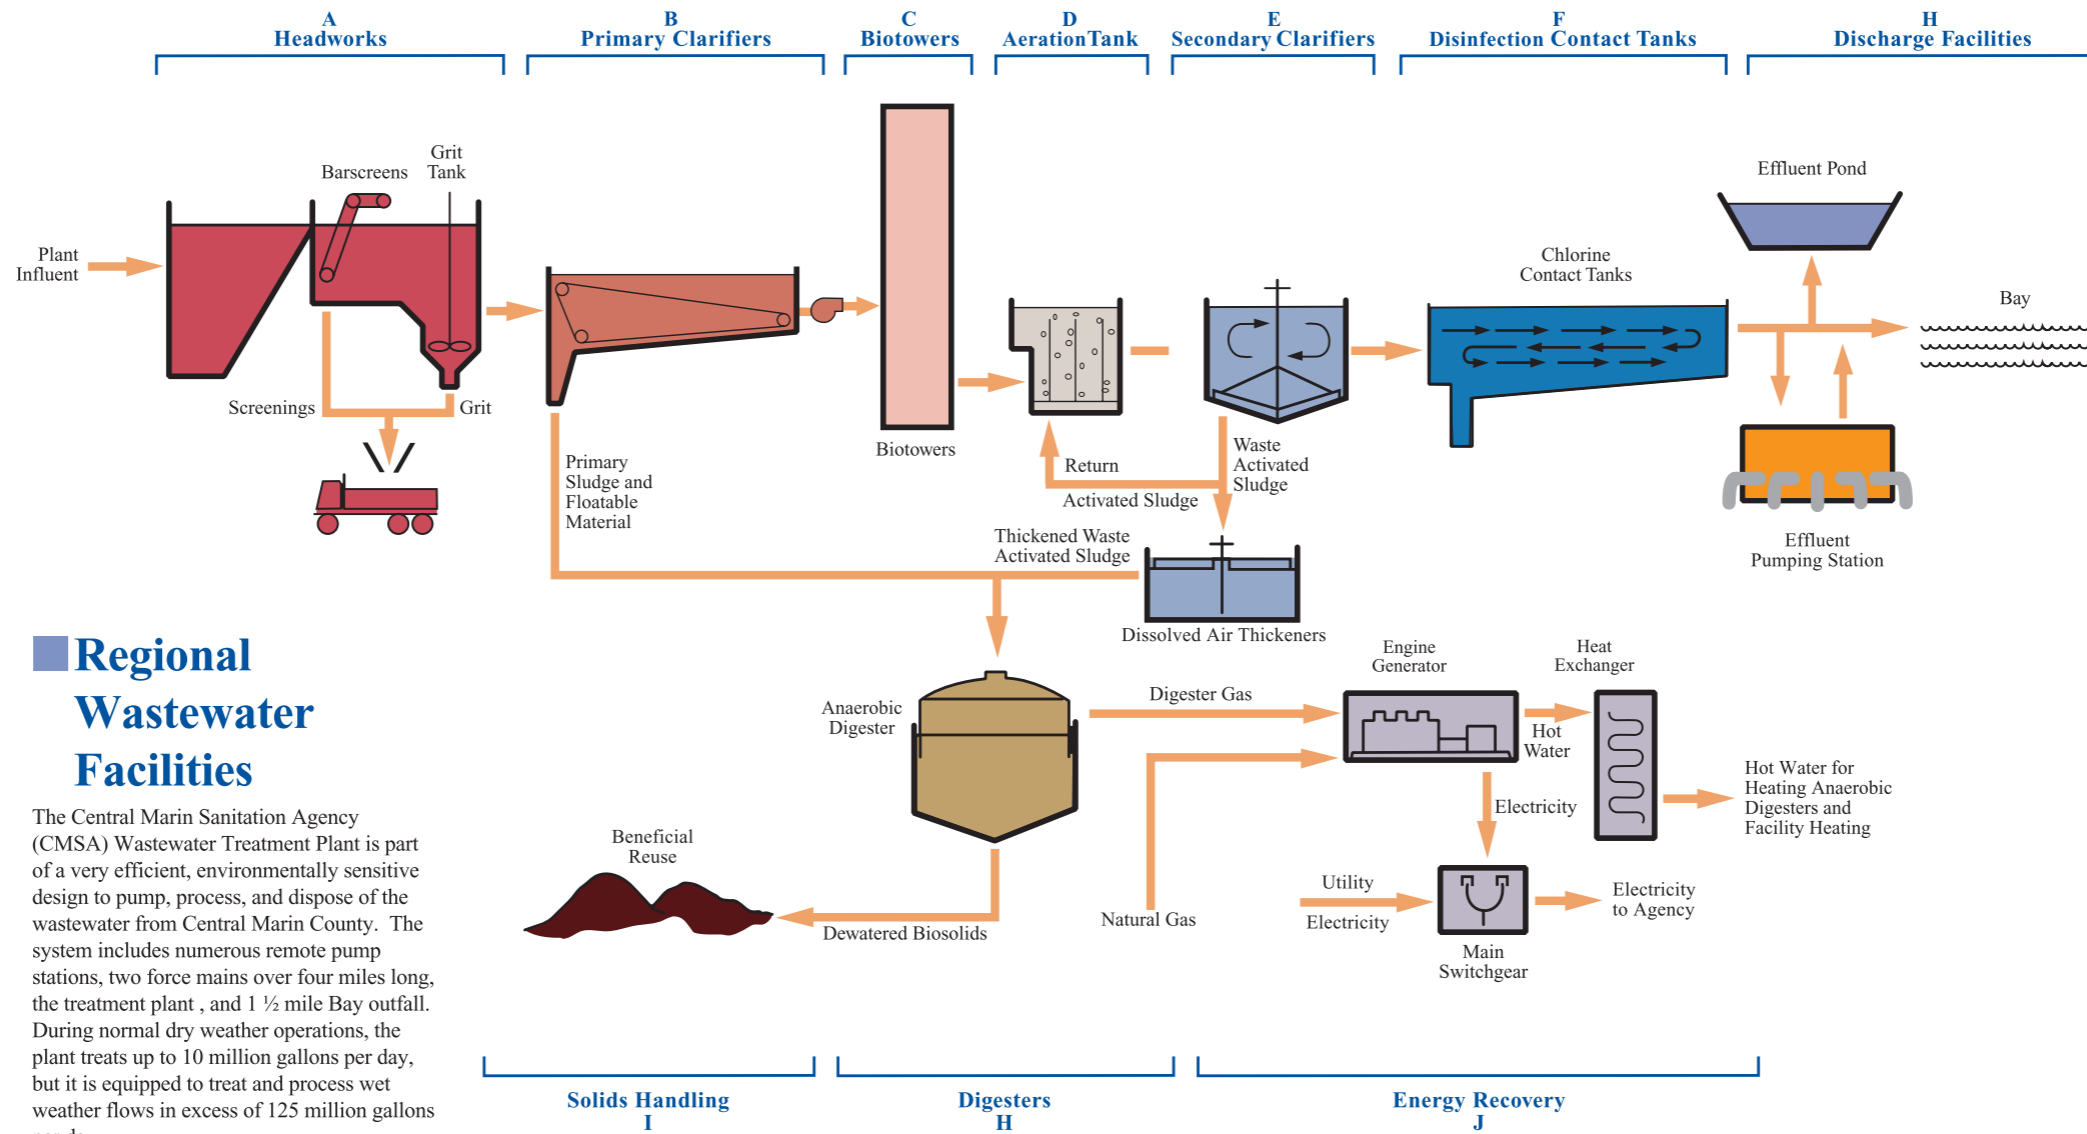 A
Headworks
B
Primary Clarifiers
C
Biotowers
D
Aeration Tank
E
Secondary Clarifiers
F
Disinfection Contact Tanks
H
Discharge Facilities
Plant
Influent
Barscreens
Grit
Tank
Screenings
Grit
Primary
Sludge and
Floatable
Material
Biotowers
Return
Activated Sludge
Waste
Activated
Sludge
Thickened Waste
Activated Sludge
Dissolved Air Thickeners
Chlorine
Contact Tanks
Effluent Pond
Bay
Effluent
Pumping Station
Regional
Wastewater
Facilities
The Central Marin Sanitation Agency
(CMSA) Wastewater Treatment Plant is part
of a very efficient, environmentally sensitive
design to pump, process, and dispose of the
wastewater from Central Marin County.  The
system includes numerous remote pump
stations, two force mains over four miles long,
the treatment plant , and 1 ½ mile Bay outfall.
During normal dry weather operations, the
plant treats up to 10 million gallons per day,
but it is equipped to treat and process wet
weather flows in excess of 125 million gallons
Anaerobic
Digester
Digester Gas
Engine
Generator
Heat
Exchanger
Hot
Water
Hot Water for
Heating Anaerobic
Digesters and
Facility Heating
Electricity
Beneficial
Reuse
Dewatered Biosolids
Natural Gas
Utility
Electricity
Main
Switchgear
Electricity
to Agency
Solids Handling
I
Digesters
H
Energy Recovery
J